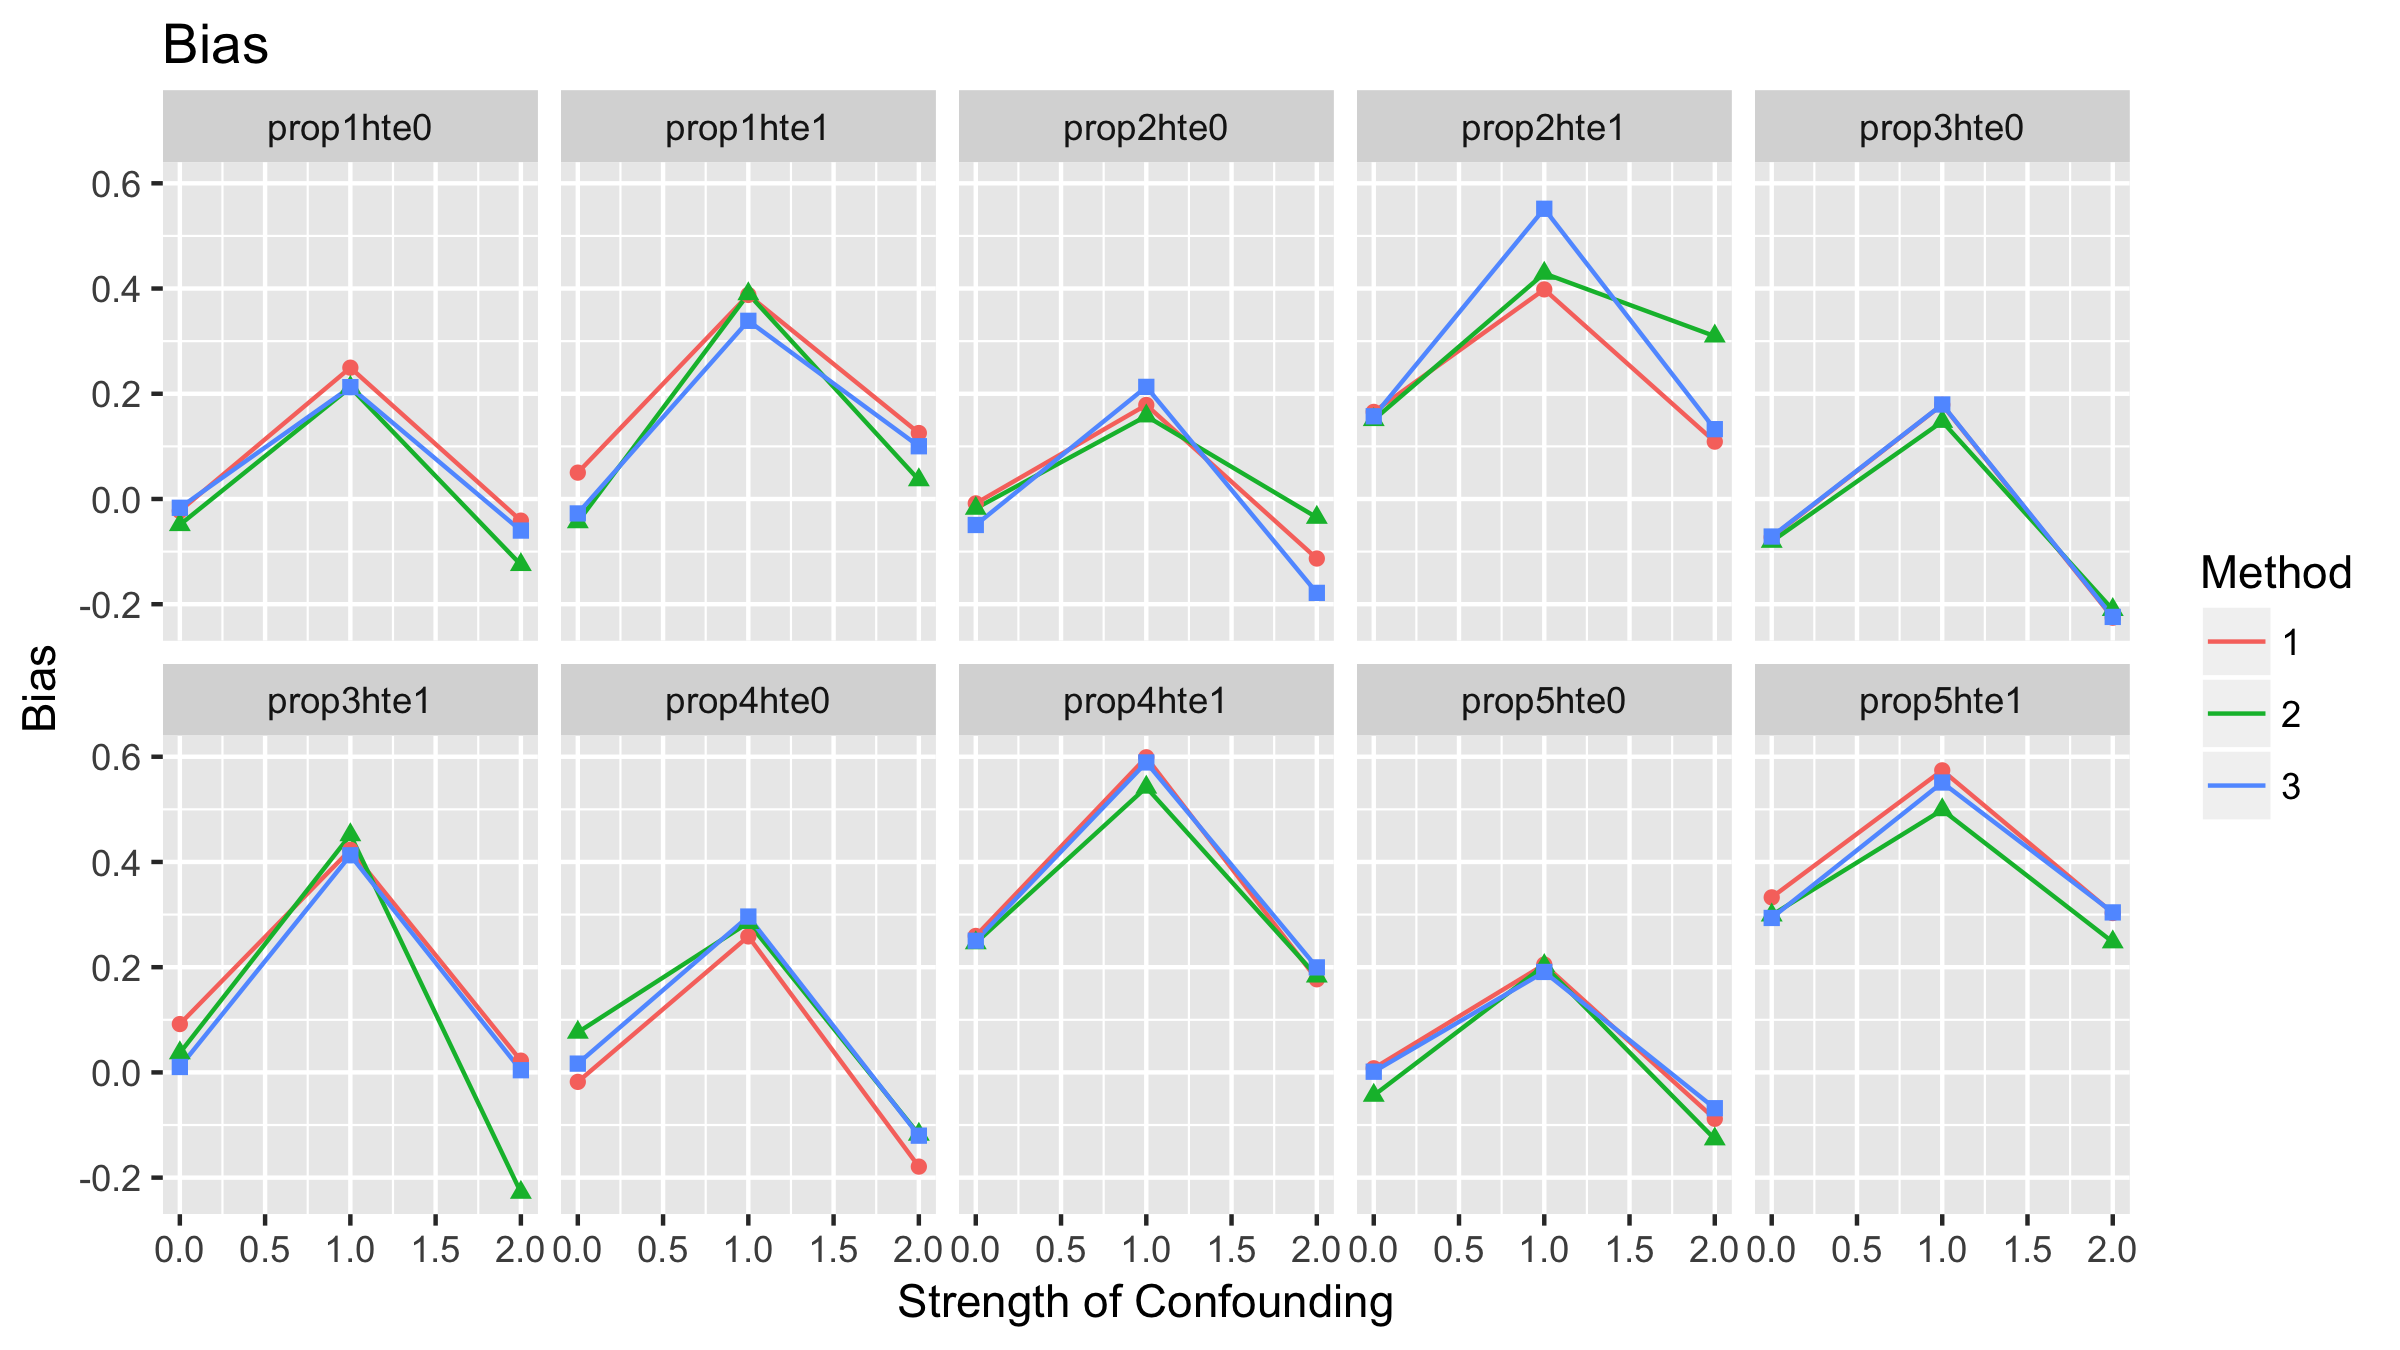 Bias
prop1hte0 prop1hte1 prop2hte0 prop2hte1 prop3hte0
0.6
0.4
0.2
0.0
-0.2
prop3hte1 prop4hte0 prop4hte1 prop5hte0 prop5hte1
0.6
0.4
0.2
0.0
-0.2
Bias
0.0 0.5 1.0 1.5 2.0 0.0 0.5 1.0 1.5 2.0 0.0 0.5 1.0 1.5 2.0 0.0 0.5 1.0 1.5 2.0 0.0 0.5 1.0 1.5 2.0
Strength of Confounding
Method
1
2
3